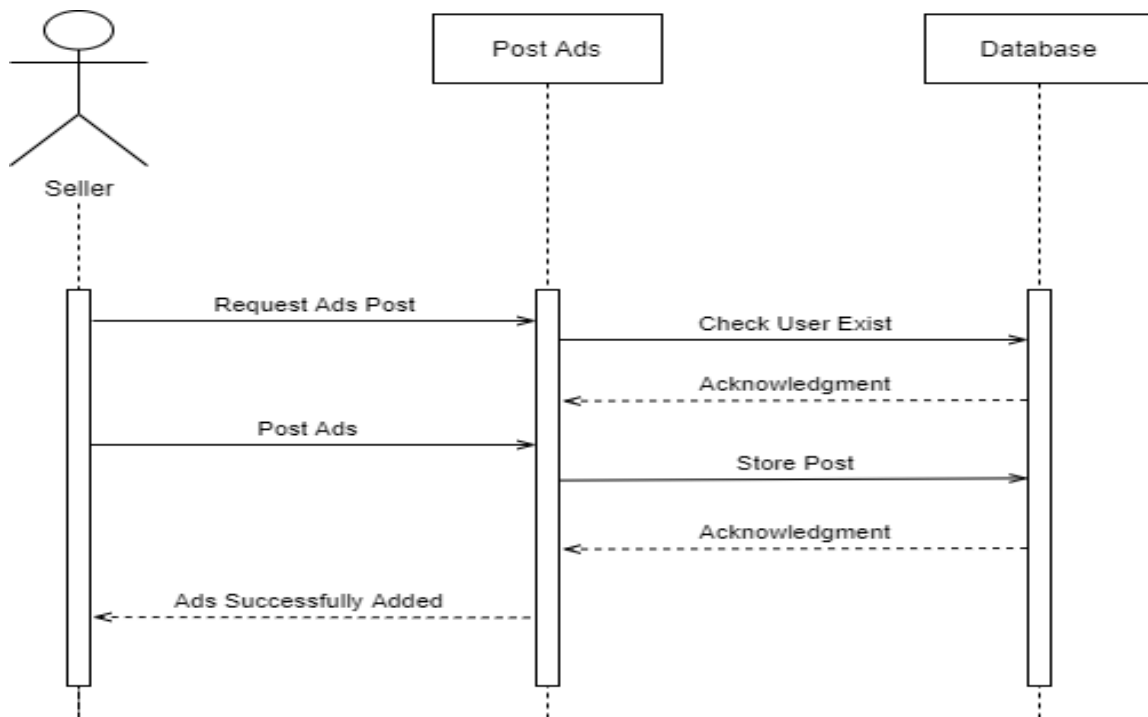 Post Ads
Database
Seller
Request Ads Post
Check User Exist
Acknowledgment
Post Ads
Store Post
Acknowledgment
Ads Successfully Added